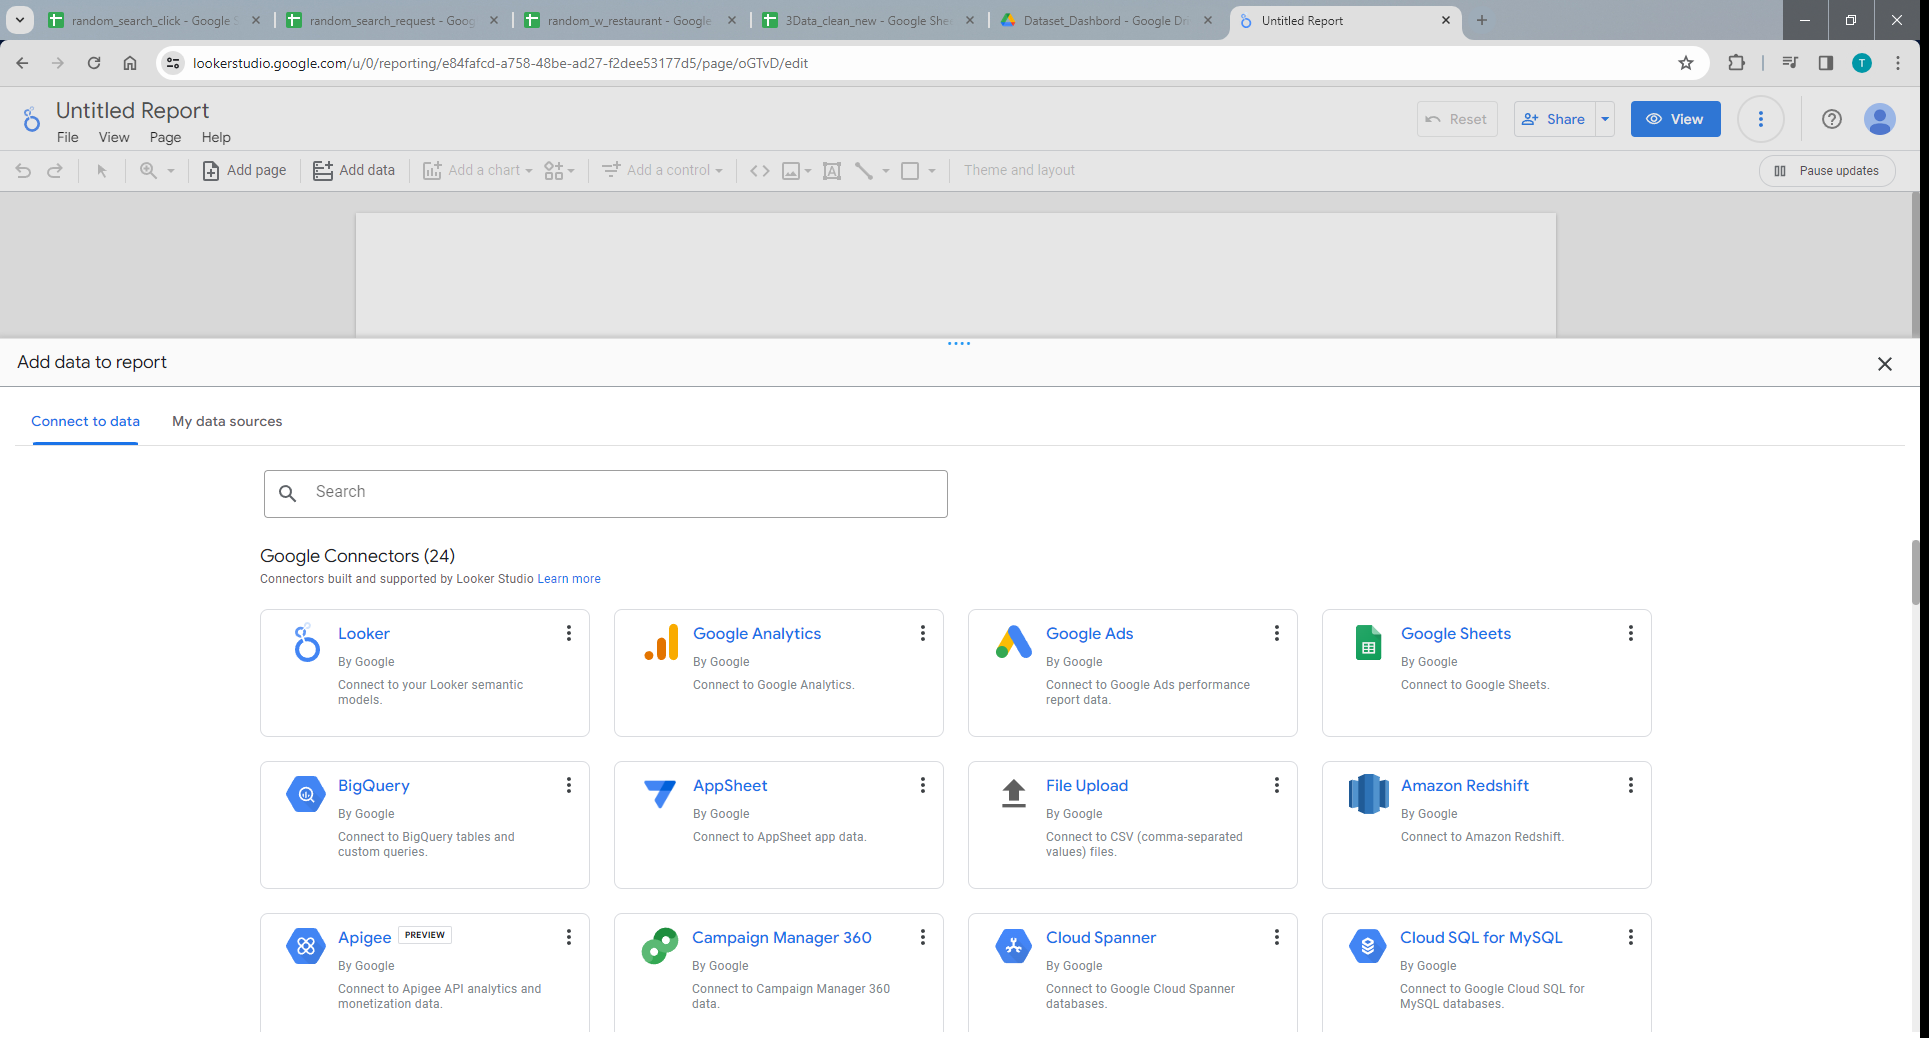 random_search_click - Google S
random_search_request - Goog
random_w_restaurant - Google
3Data_clean_new - Google Shee
Dataset_Dashbord - Google Dri
Untitled Report
lookerstudio.google.com/u/0/reporting/e84fafcd-a758-48be-ad27-f2dee53177d5/page/oGTvD/edit
T
Untitled Report
File View Page Help
Reset
Share
View
Add page
Add data
Add a chart
Add a control
Theme and layout
Pause updates
Add data to report
Connect to data
My data sources
Search
Google Connectors (24)
Connectors built and supported by Looker Studio Learn more
Looker
By Google
Connect to your Looker semantic
models.
Google Analytics
By Google
Connect to Google Analytics.
Google Ads
By Google
Connect to Google Ads performance
report data.
Google Sheets
By Google
Connect to Google Sheets.
BigQuery
By Google
Connect to BigQuery tables and
custom queries.
AppSheet
By Google
Connect to AppSheet app data.
File Upload
By Google
Connect to CSV (comma-separated
values) files.
Amazon Redshift
By Google
Connect to Amazon Redshift.
Apigee PREVIEW
By Google
Connect to Apigee API analytics and
monetization data.
Campaign Manager 360
By Google
Connect to Campaign Manager 360
data.
Cloud Spanner
By Google
Connect to Google Cloud Spanner
databases.
Cloud SQL for MySQL
By Google
Connect to Google Cloud SQL for
MySQL databases.